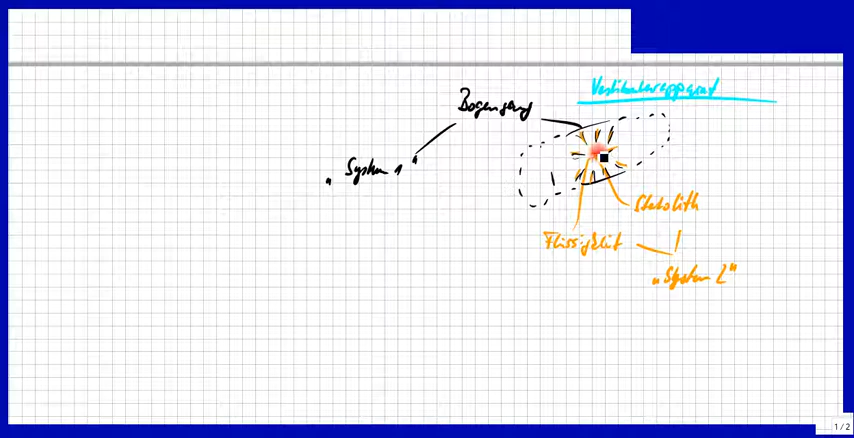 Vestibularapparat
Bogengang
„System 1"
Statolith
Flüssigkeit
„System 2"
1 / 2